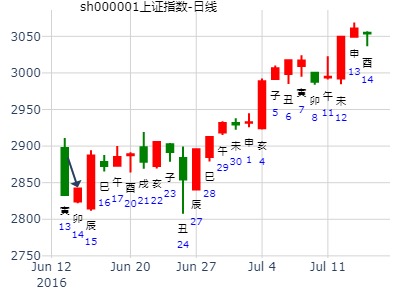 sh000001上证指数-日线
3050
3000
2950
2900
2850
2800
2750
寅 卯 辰 巳 午 酉 戌 亥 子 丑 辰 巳 午 未 申 亥 子 丑 寅 卯 午 未 申 酉
13 14 15 16 17 20 21 22 23 24 27 28 29 30 1 4 5 6 7 8 11 12 13 14
Jun 12 Jun 20 Jun 27 Jul 4 Jul 11
2016